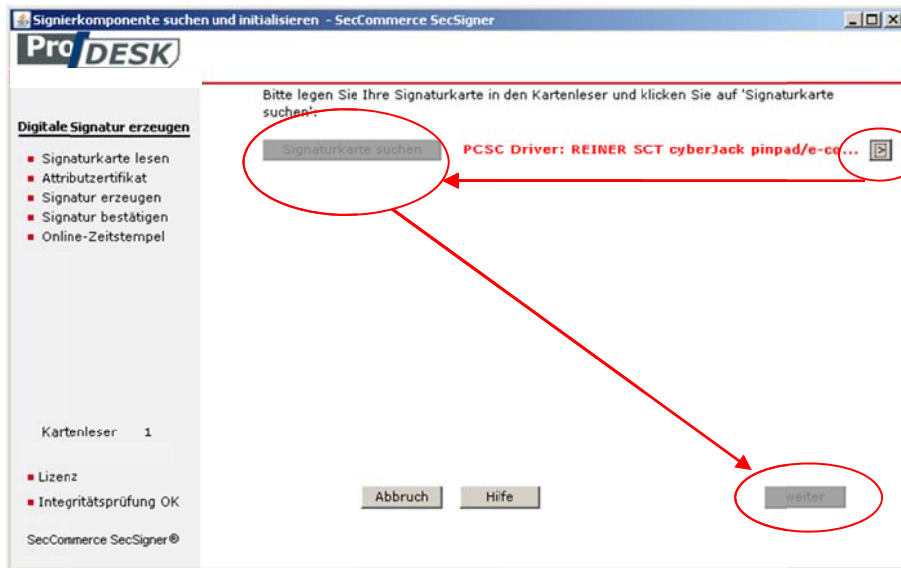 Signierkomponente suchen und initialisieren - SecCommerce SecSigner
Pro DESK
Bitte legen Sie Ihre Signaturkarte in den Kartenleser und klicken Sie auf 'Signaturkarte
suchen'.
Digitale Signatur erzeugen
Signaturkarte suchen
PCSC Driver: REINER SCT cyberJack pinpad/e-co...
Signaturkarte lesen
Attributzertifikat
Signatur erzeugen
Signatur bestätigen
Online-Zeitstempel
Kartenleser 1
Lizenz
Integritätsprüfung OK
Abbruch
Hilfe
weiter
SecCommerce SecSigner®